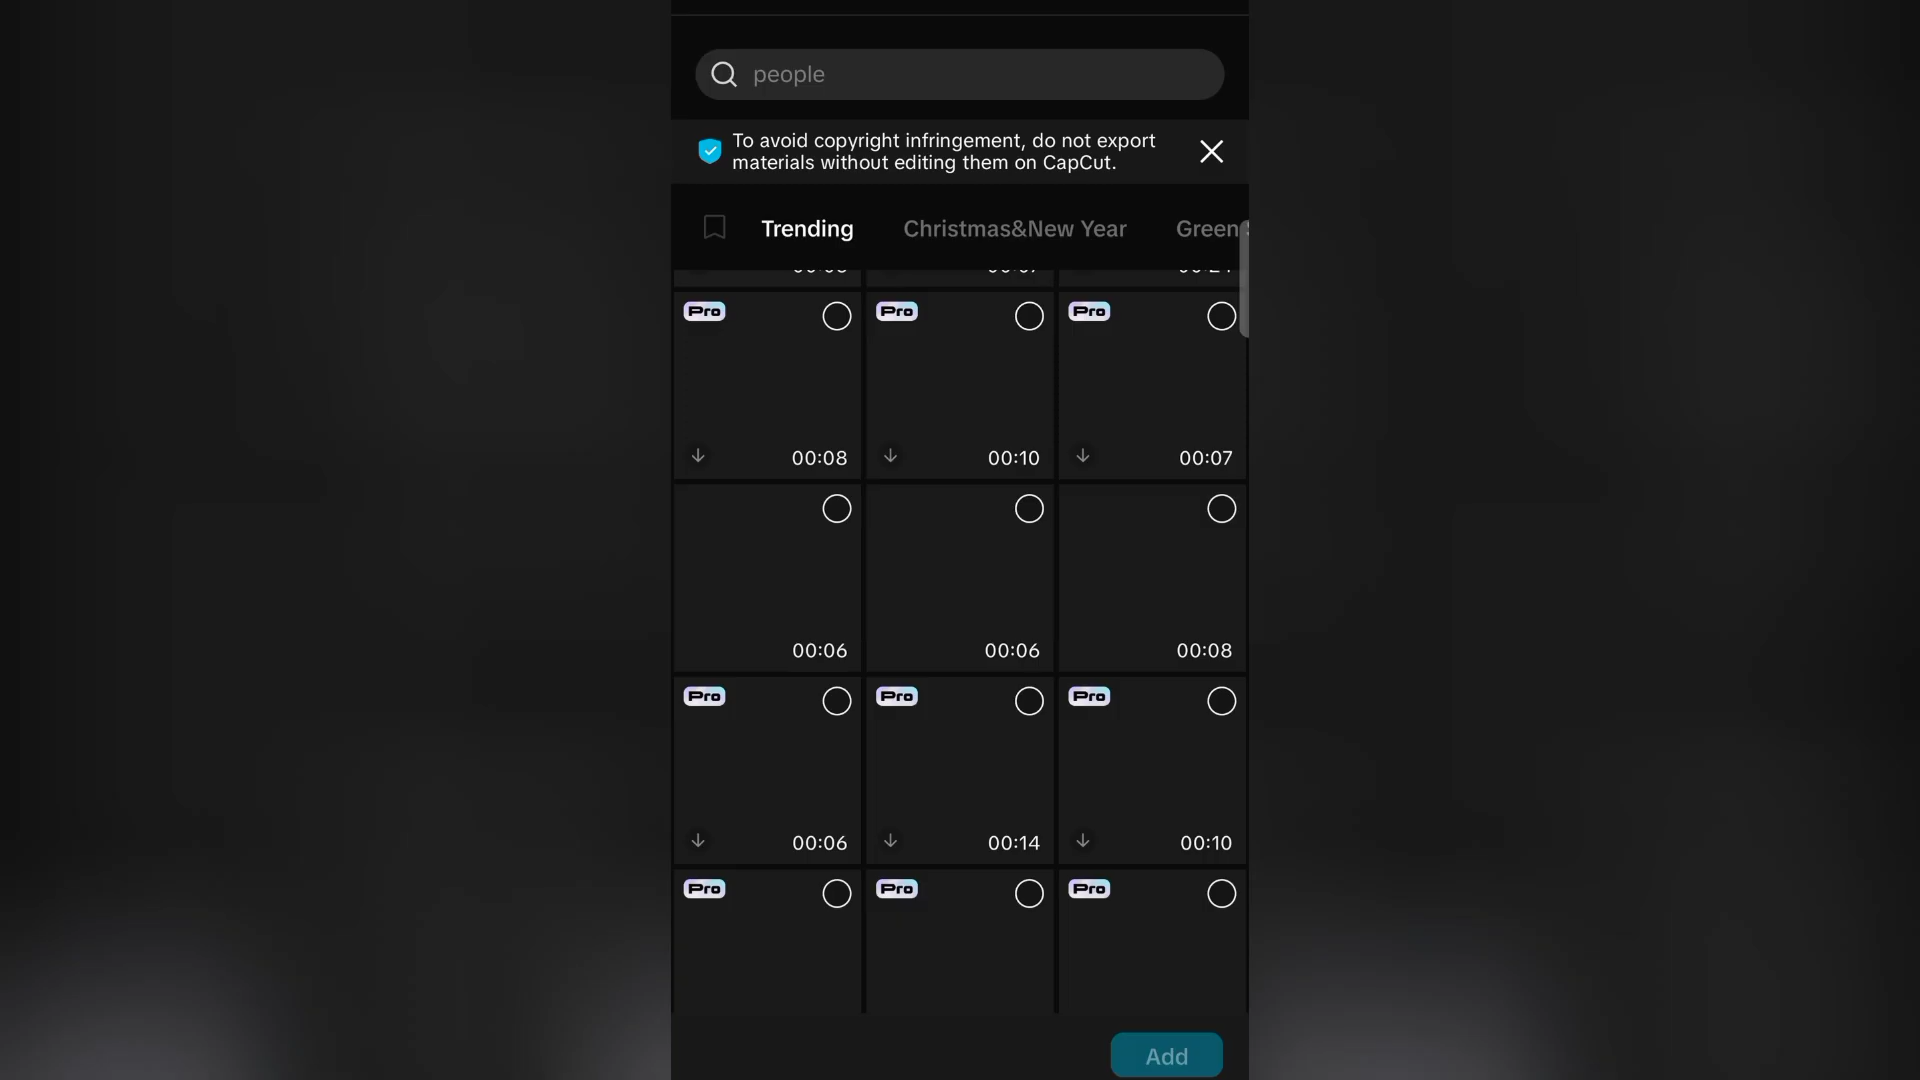 people
To avoid copyright infringement, do not export
materials without editing them on CapCut.
Trending Christmas&New Year Green
Pro Pro Pro
00:08 00:10 00:07
00:06 00:06 00:08
Pro Pro Pro
00:06 00:14 00:10
Pro Pro Pro
Add